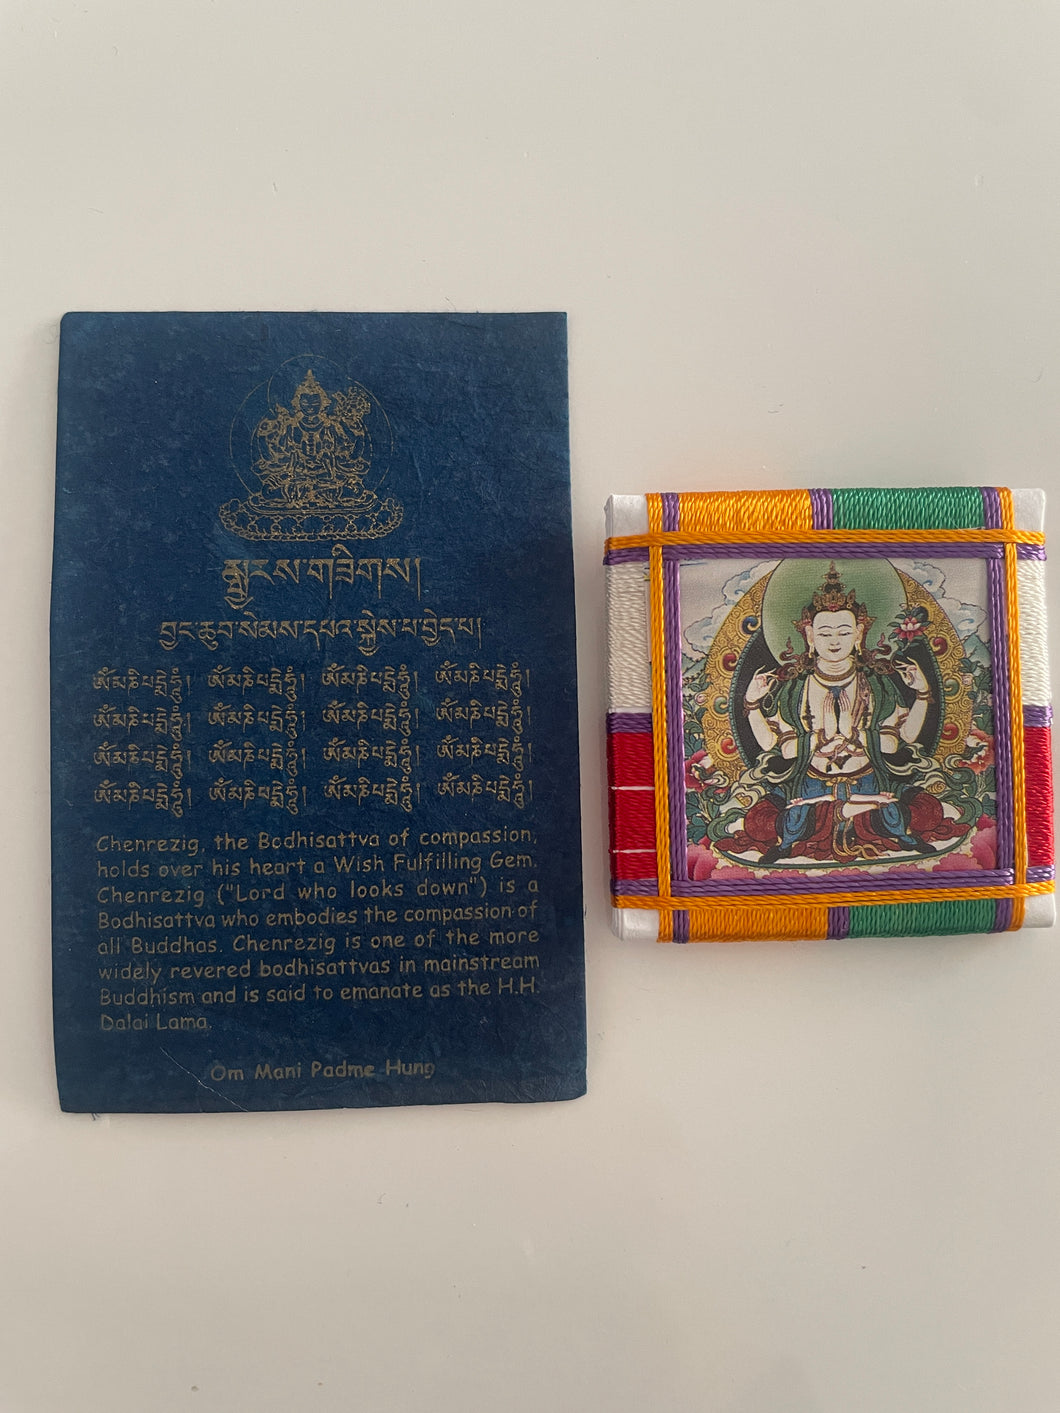 སྤྱན་རས་གཟིགས།
བྱང་ཆུབ་སེམས་དཔའ་སྐྱེས་པ་བྱེད་པ།
ༀ་མ་ཎི་པདྨེ་ཧཱུྃ། ༀ་མ་ཎི་པདྨེ་ཧཱུྃ། ༀ་མ་ཎི་པདྨེ་ཧཱུྃ། ༀ་མ་ཎི་པདྨེ་ཧཱུྃ།
ༀ་མ་ཎི་པདྨེ་ཧཱུྃ། ༀ་མ་ཎི་པདྨེ་ཧཱུྃ། ༀ་མ་ཎི་པདྨེ་ཧཱུྃ། ༀ་མ་ཎི་པདྨེ་ཧཱུྃ།
ༀ་མ་ཎི་པདྨེ་ཧཱུྃ། ༀ་མ་ཎི་པདྨེ་ཧཱུྃ། ༀ་མ་ཎི་པདྨེ་ཧཱུྃ། ༀ་མ་ཎི་པདྨེ་ཧཱུྃ།
ༀ་མ་ཎི་པདྨེ་ཧཱུྃ། ༀ་མ་ཎི་པདྨེ་ཧཱུྃ། ༀ་མ་ཎི་པདྨེ་ཧཱུྃ། ༀ་མ་ཎི་པདྨེ་ཧཱུྃ།
Chenrezig, the Bodhisattva of compassion,
holds over his heart a Wish Fulfilling Gem.
Chenrezig ("Lord who looks down") is a
Bodhisattva who embodies the compassion of
all Buddhas. Chenrezig is one of the more
widely revered bodhisattvas in mainstream
Buddhism and is said to emanate as the H.H.
Dalai Lama.
Om Mani Padme Hung